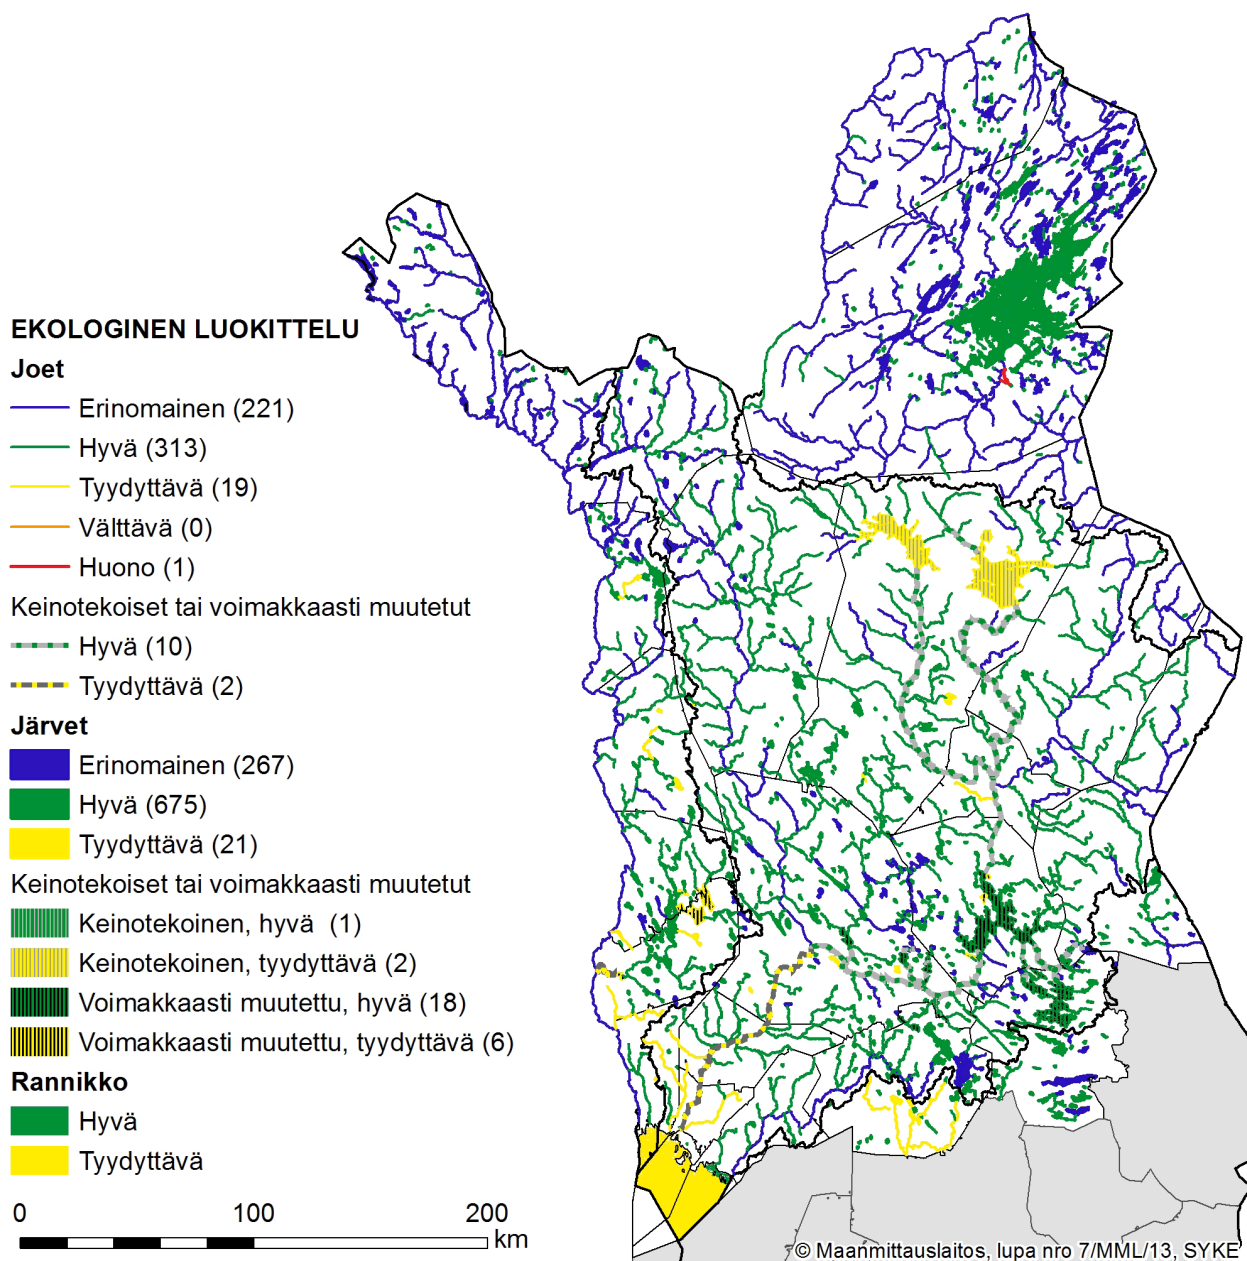 EKOLOGINEN LUOKITTELU
Joet
Erinomainen (221)
Hyvä (313)
Tyydyttävä (19)
Välttävä (0)
Huono (1)
Keinotekoiset tai voimakkaasti muutetut
Hyvä (10)
Tyydyttävä (2)
Järvet
Erinomainen (267)
Hyvä (675)
Tyydyttävä (21)
Keinotekoiset tai voimakkaasti muutetut
Keinotekoinen, hyvä (1)
Keinotekoinen, tyydyttävä (2)
Voimakkaasti muutettu, hyvä (18)
Voimakkaasti muutettu, tyydyttävä (6)
Rannikko
Hyvä
Tyydyttävä
0 100 200
km
© Maanmittauslaitos, lupa nro 7/MML/13, SYKE